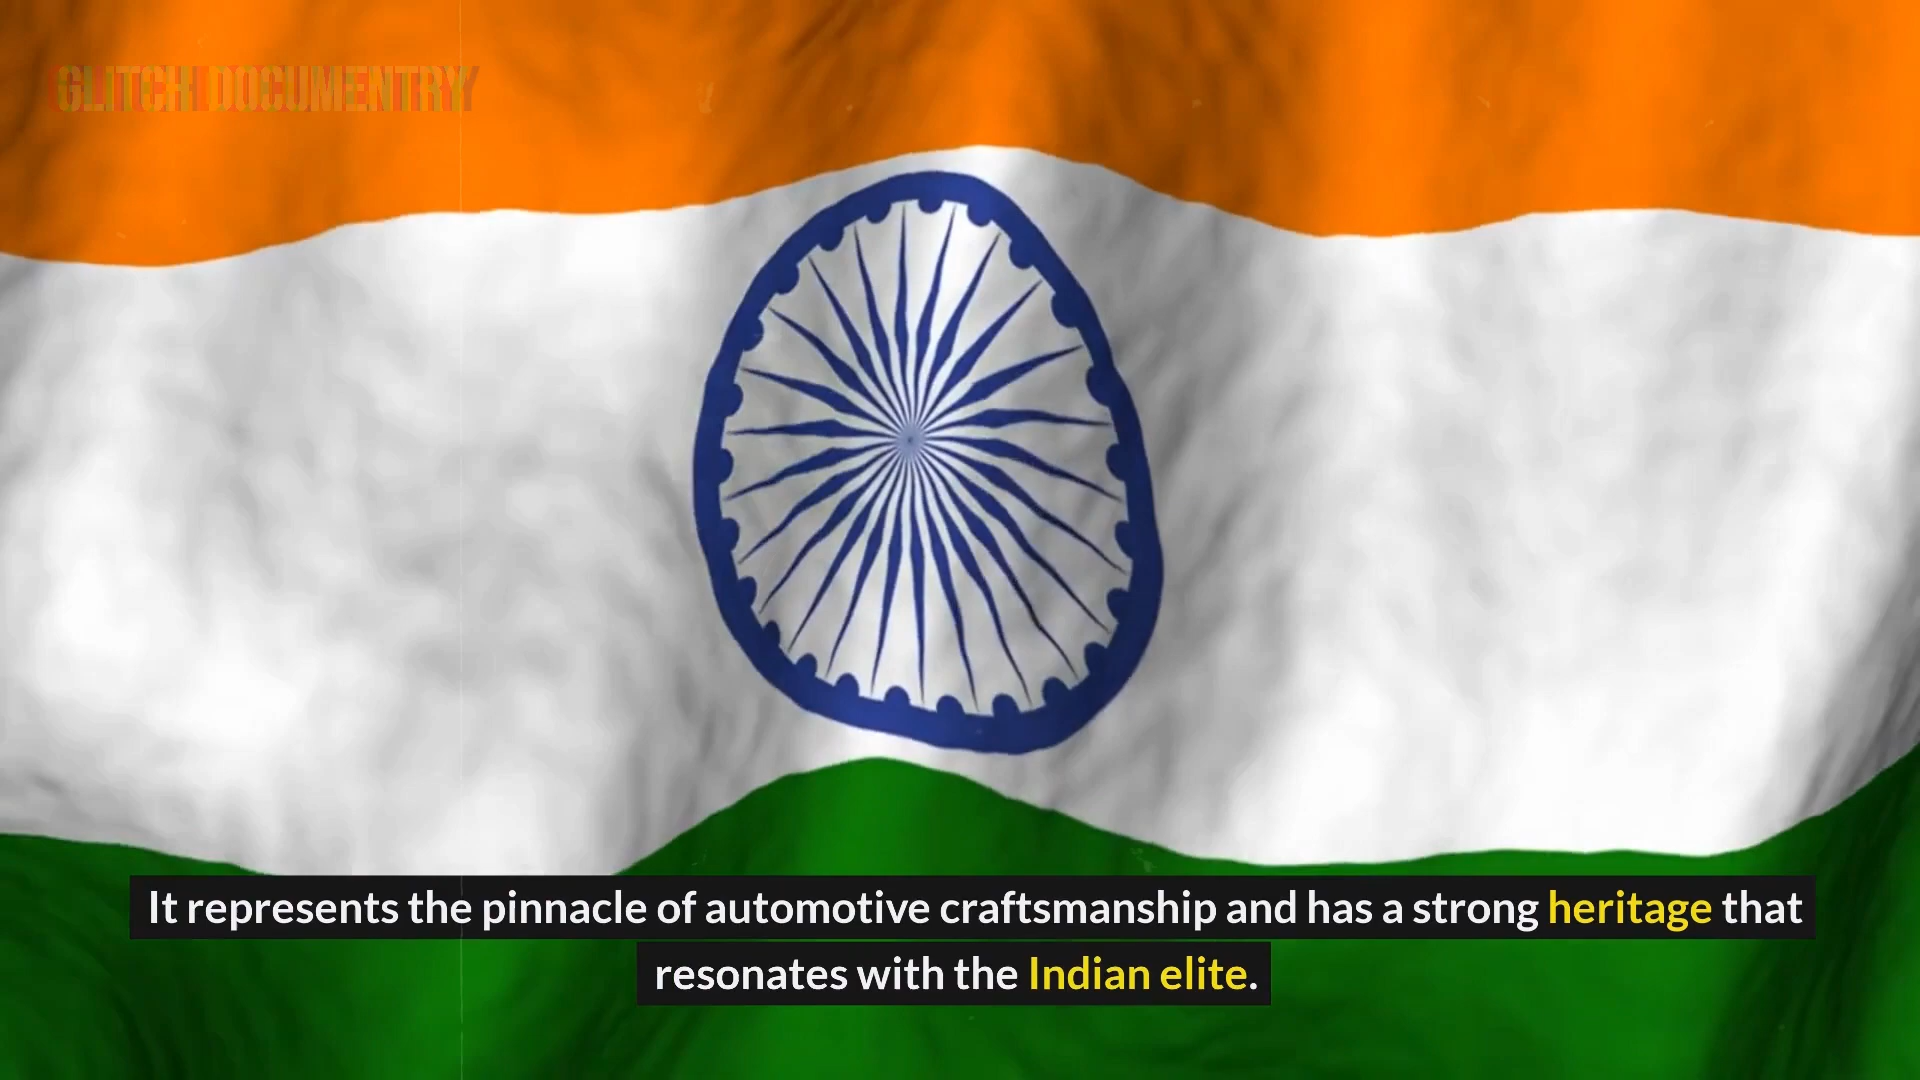 GLITCH DOCUMENTRY
It represents the pinnacle of automotive craftsmanship and has a strong heritage that
resonates with the Indian elite.